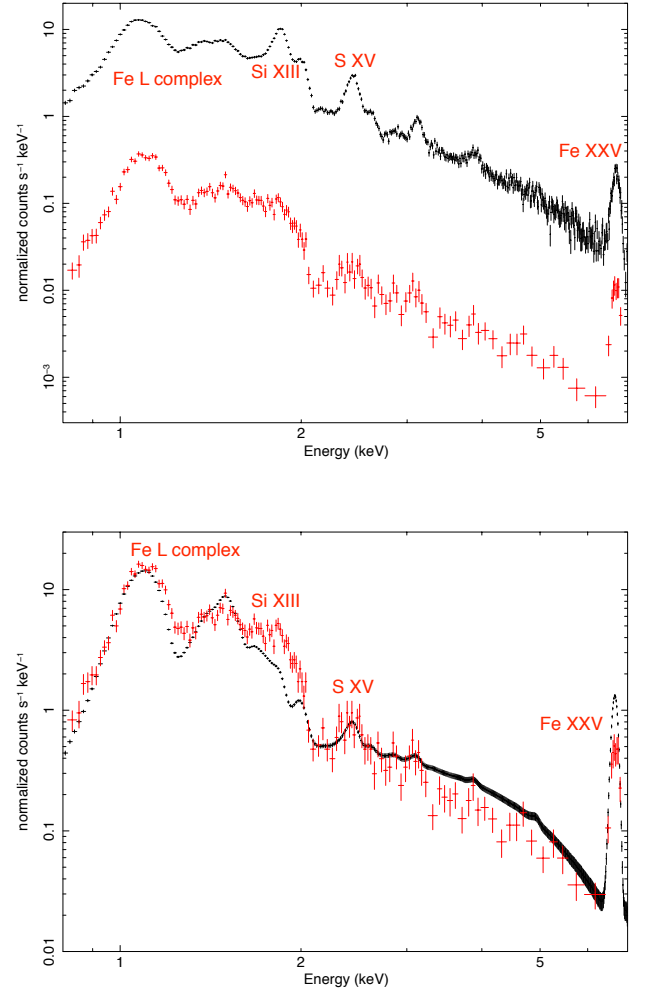 10
1
0.1
0.01
10⁻³
normalized counts s⁻¹ keV⁻¹
Fe L complex
Si XIII
S XV
Fe XXV
1
2
5
Energy (keV)
10
1
0.1
0.01
normalized counts s⁻¹ keV⁻¹
Fe L complex
Si XIII
S XV
Fe XXV
1
2
5
Energy (keV)